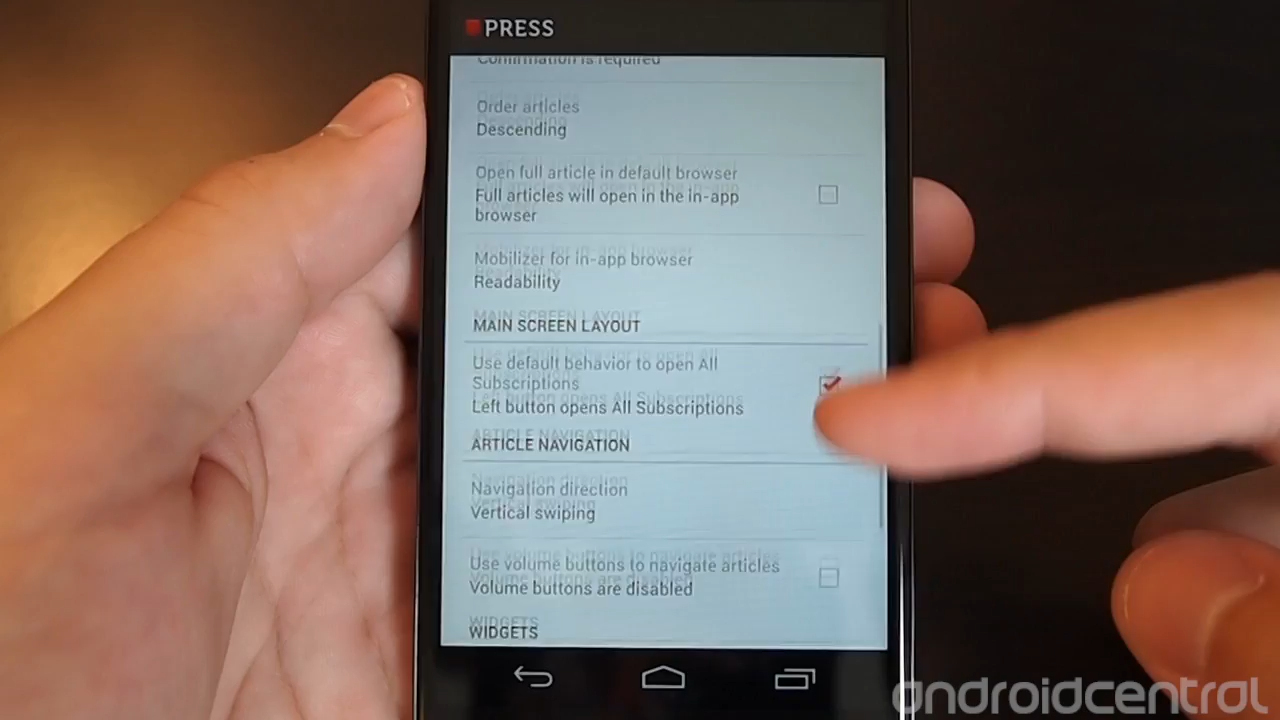 PRESS
Confirmation is required
Order articles
Descending
Open full article in default browser
Full articles will open in the in-app
browser
Mobilizer for in-app browser
Readability
MAIN SCREEN LAYOUT
Use default behavior to open All
Subscriptions
Left button opens All Subscriptions
ARTICLE NAVIGATION
Navigation direction
Vertical swiping
Use volume buttons to navigate articles
Volume buttons are disabled
WIDGETS
androidcentral